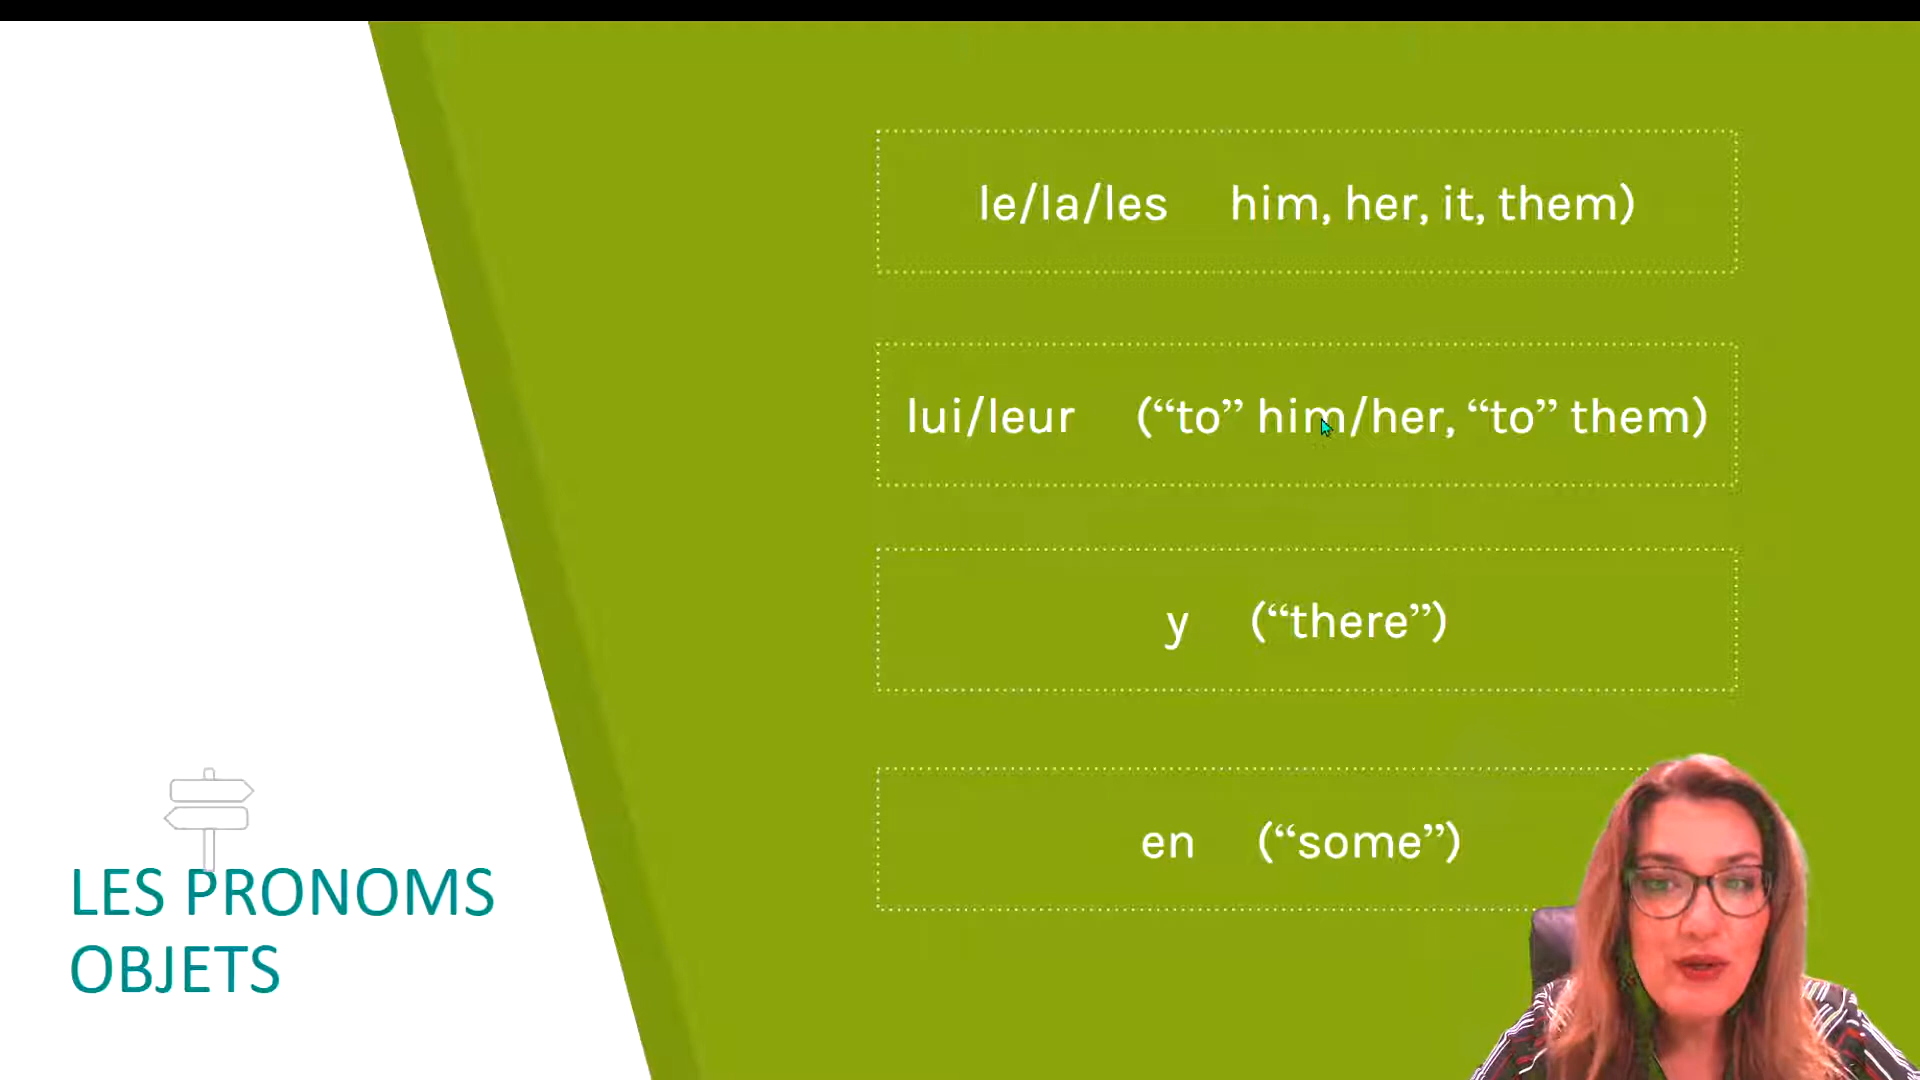 le/la/les him, her, it, them)
lui/leur (“to” him/her, “to” them)
y (“there”)
en (“some”)
LES PRONOMS
OBJETS